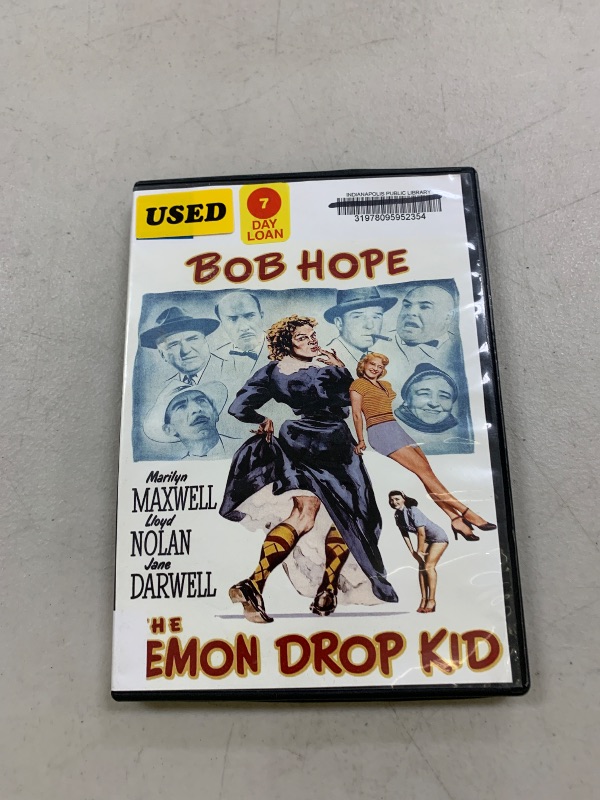 USED
7
DAY
LOAN
INDIANAPOLIS PUBLIC LIBRARY
31978095952354
BOB HOPE
Marilyn
MAXWELL
Lloyd
NOLAN
Jane
DARWELL
HE
EMON DROP KID